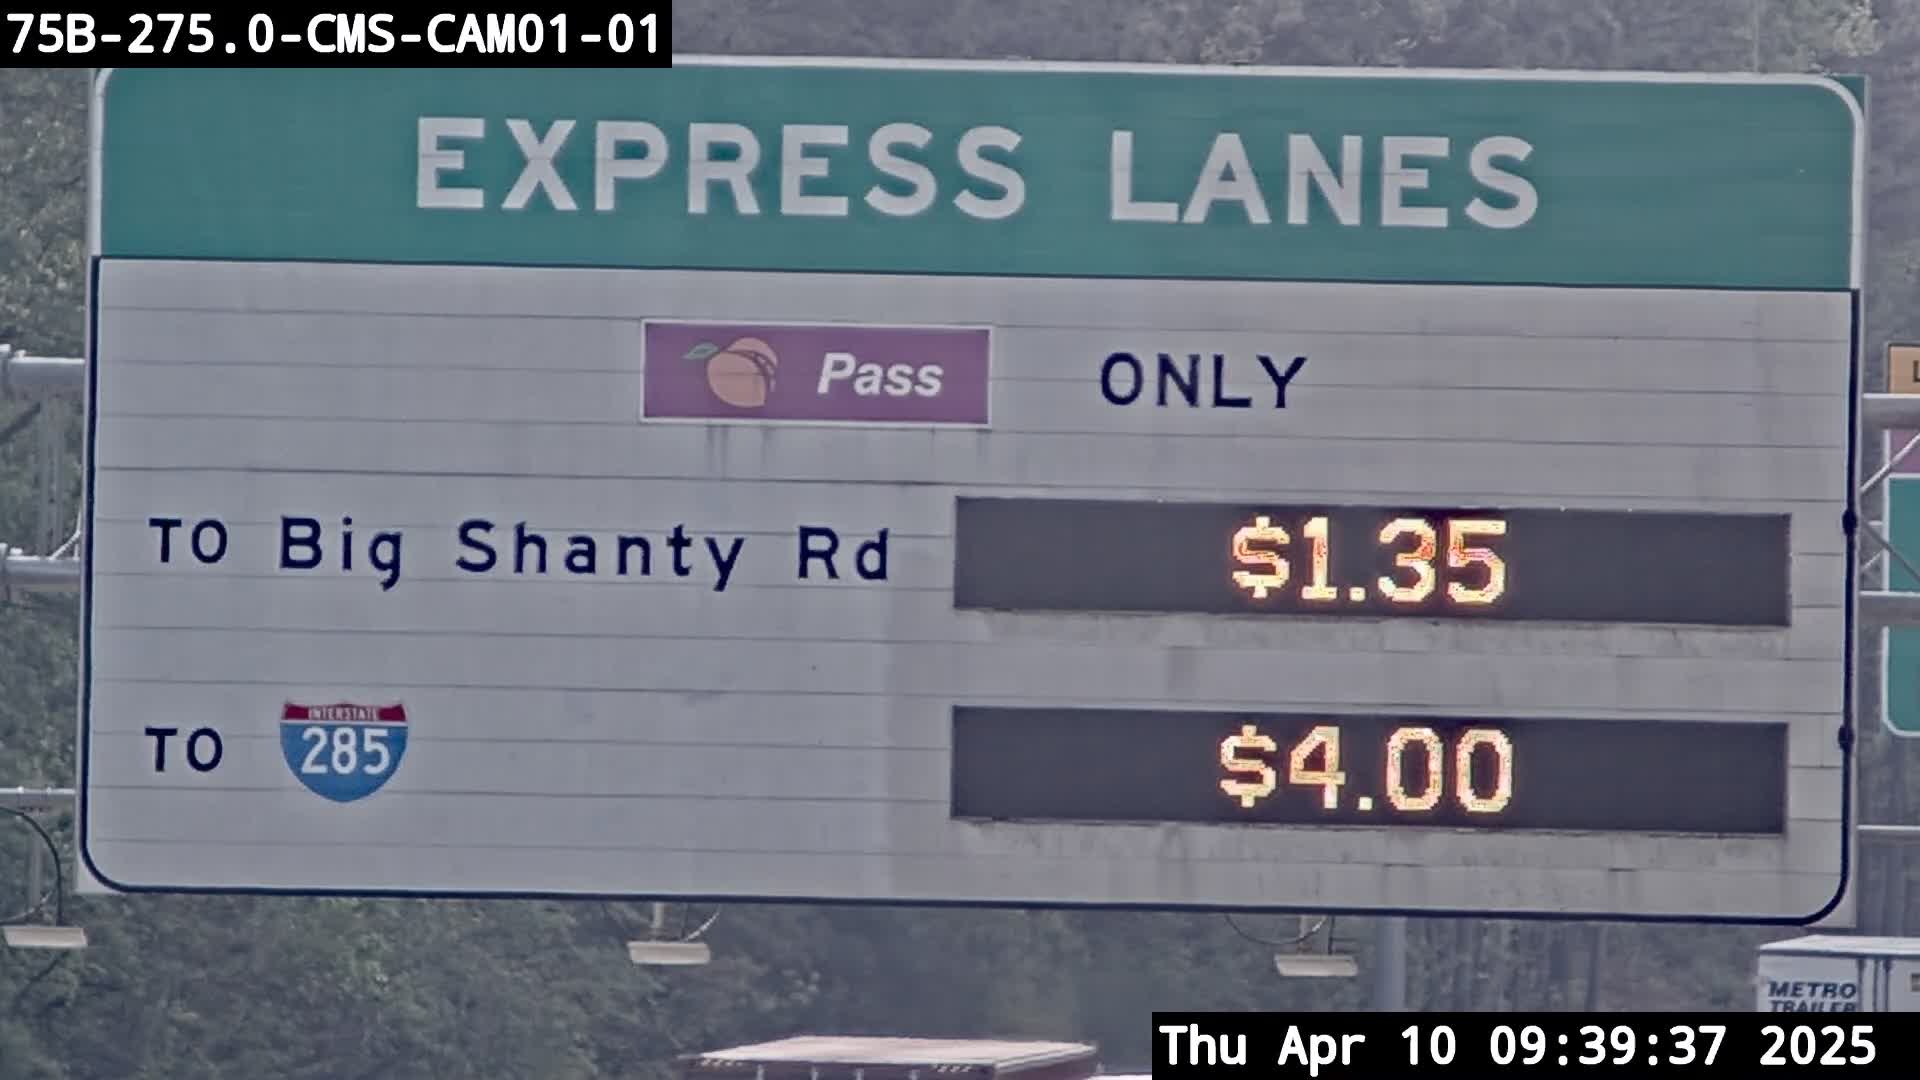 75B-275.0-CMS-CAM01-01
EXPRESS LANES
Pass ONLY
TO Big Shanty Rd $1.35
TO INTERSTATE 285 $4.00
METRO
TRAILER
Thu Apr 10 09:39:37 2025